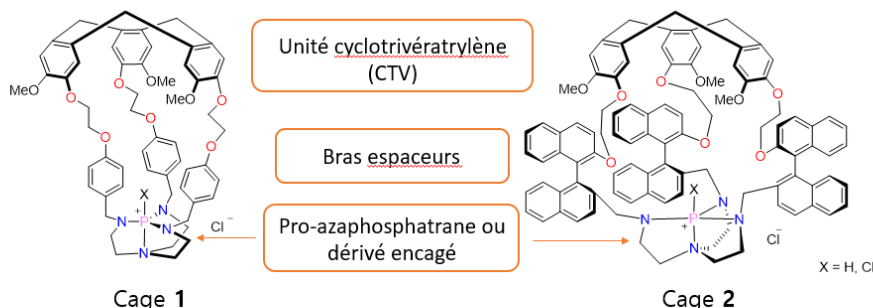 Unité cyclotrivératrylène
(CTV)
Bras espaceurs
Pro-azaphosphatrane ou
dérivé encagé
MeO
OMe
MeO
O
O
O
O
O
O
X
+
P
N
N
N
N
Cl⁻
Cage 1
OMe
OMe
MeO
O
O
O
O
O
O
X
N
N
P
N
+
N
Cl⁻
X = H, Cl
Cage 2